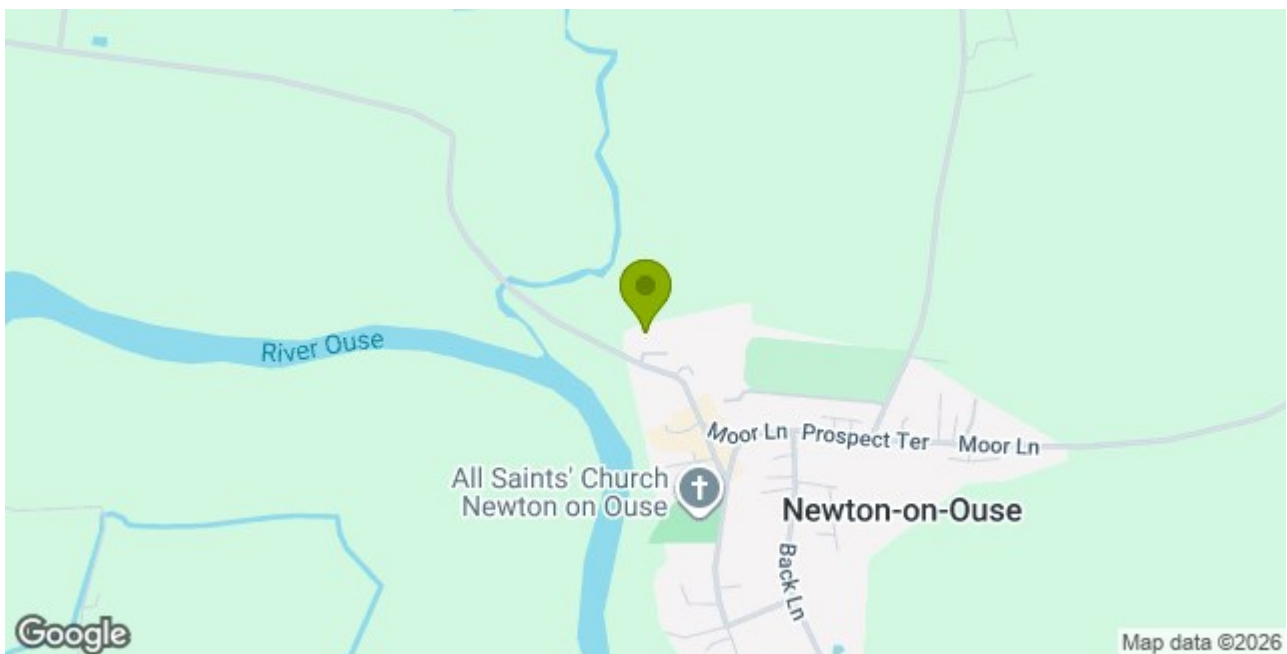 River Ouse
Moor Ln
Prospect Ter
Moor Ln
All Saints' Church
Newton on Ouse
Newton-on-Ouse
Back Ln
Google
Map data ©2026